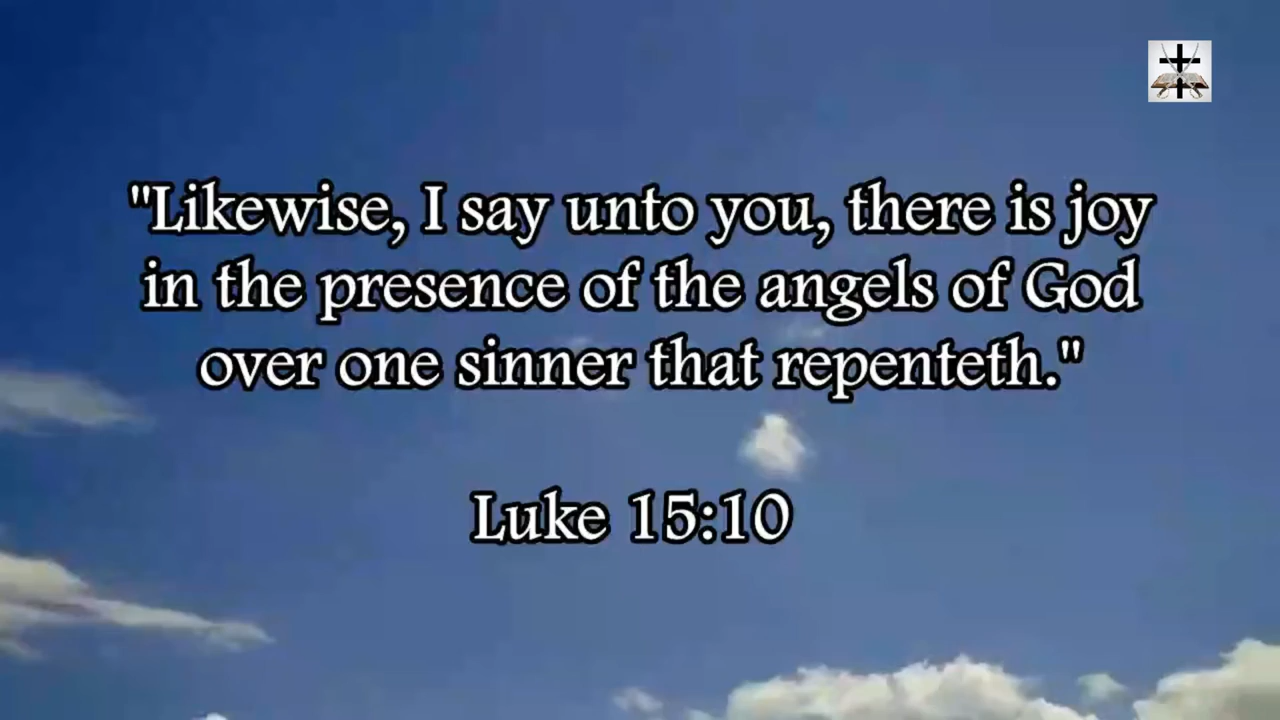 "Likewise, I say unto you, there is joy
in the presence of the angels of God
over one sinner that repenteth."
Luke 15:10